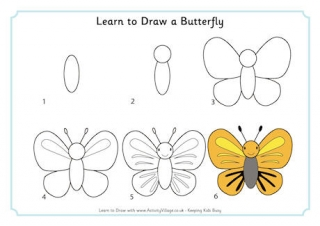 Learn to Draw a Butterfly
1 2 3
4 5 6
Learn to Draw with www.ActivityVillage.co.uk - Keeping Kids Busy